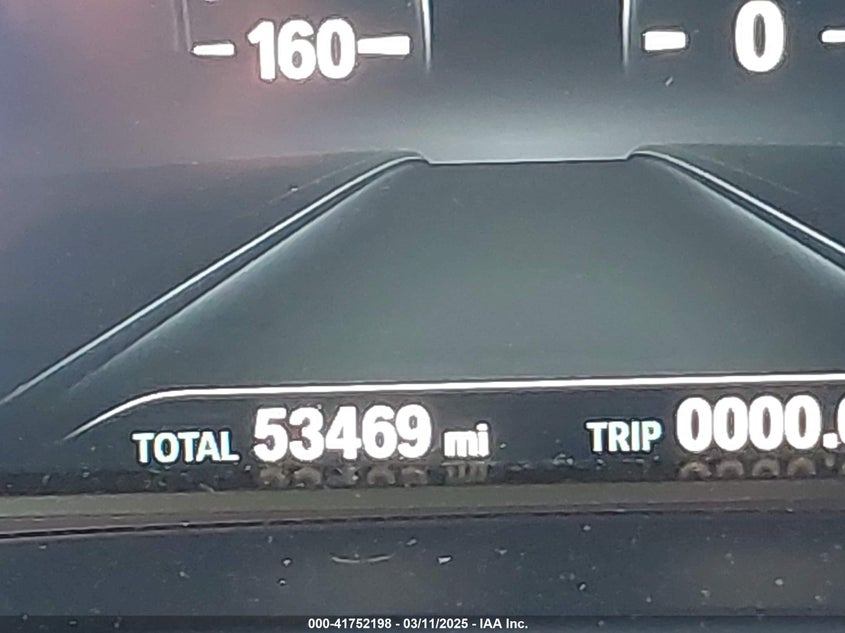 160 0
TOTAL 53469 mi TRIP 0000.
000-41752198 - 03/11/2025 - IAA Inc.